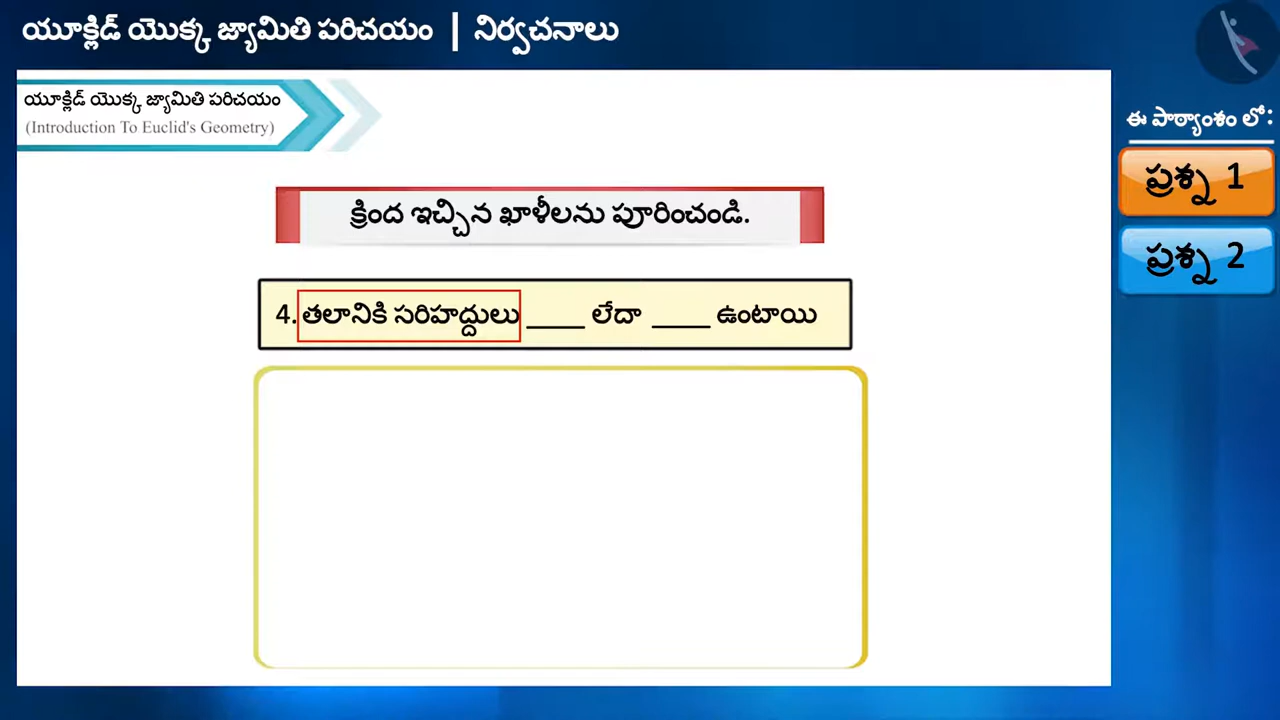 యూక్లిడ్ యొక్క జ్యామితి పరిచయం | నిర్వచనాలు
యూక్లిడ్ యొక్క జ్యామితి పరిచయం
(Introduction To Euclid's Geometry)
ఈ పాఠ్యాంశం లో:
ప్రశ్న 1
ప్రశ్న 2
క్రింద ఇచ్చిన ఖాళీలను పూరించండి.
4. తలానికి సరిహద్దులు ____ లేదా ____ ఉంటాయి